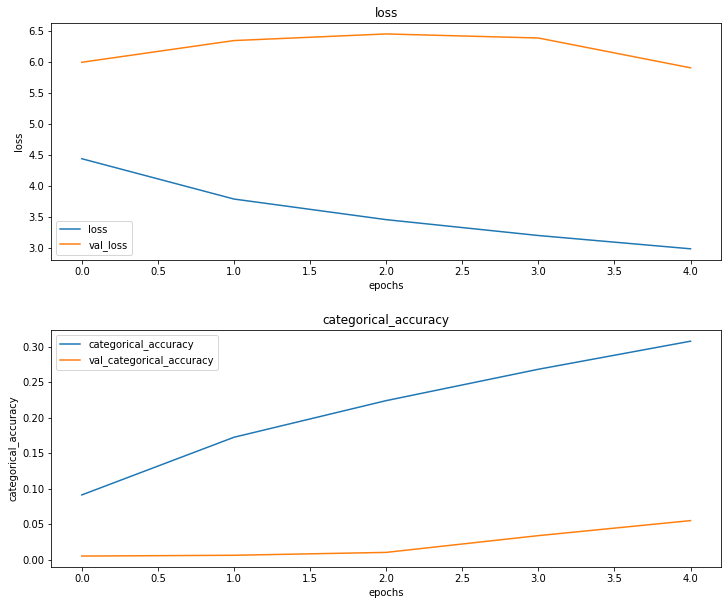 loss
6.5
6.0
5.5
5.0
4.5
4.0
3.5
3.0
loss
loss
val_loss
0.0 0.5 1.0 1.5 2.0 2.5 3.0 3.5 4.0
epochs
categorical_accuracy
0.30
0.25
0.20
0.15
0.10
0.05
0.00
categorical_accuracy
categorical_accuracy
val_categorical_accuracy
0.0 0.5 1.0 1.5 2.0 2.5 3.0 3.5 4.0
epochs